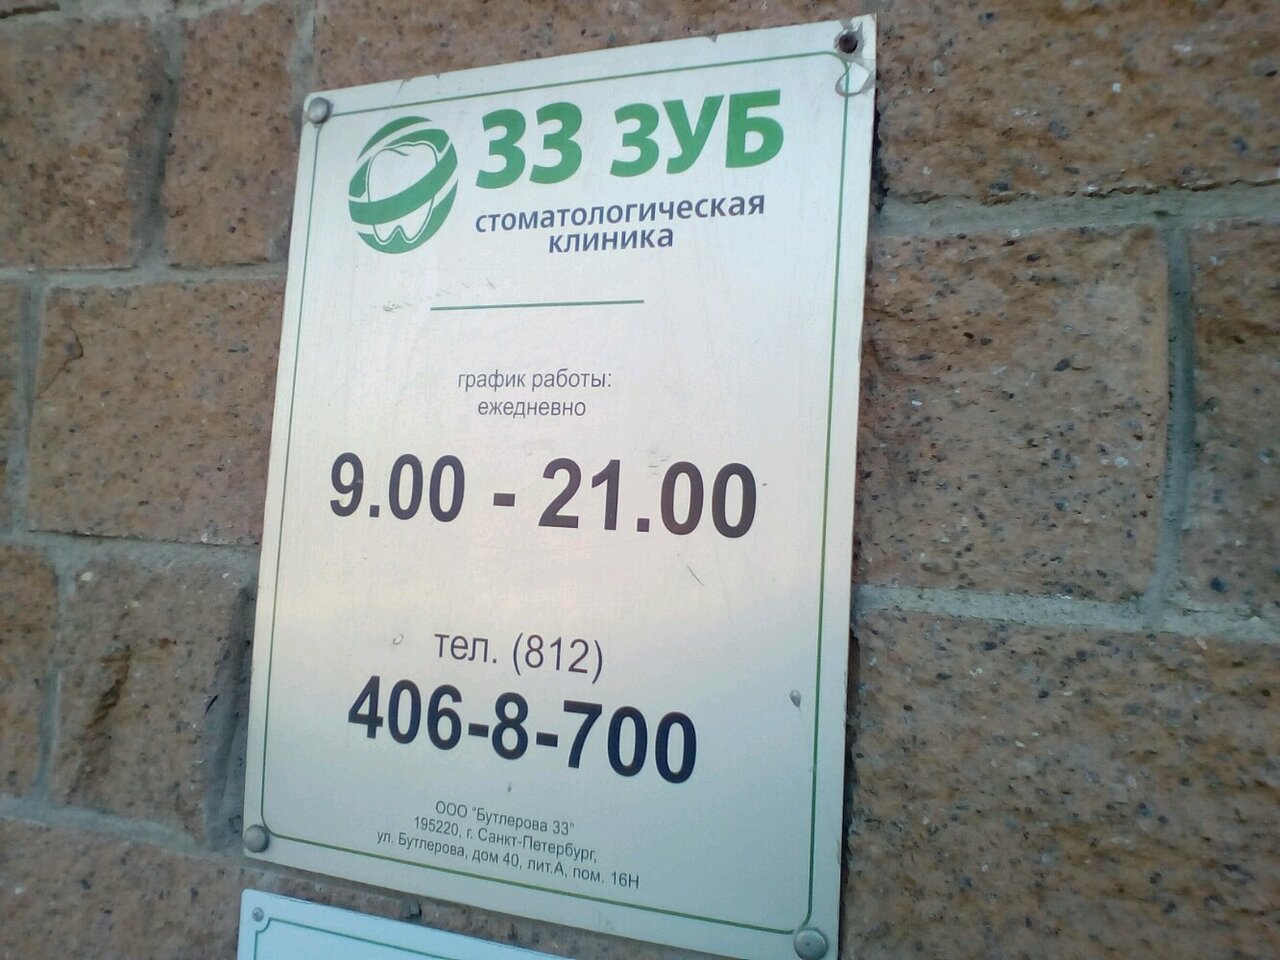 33 ЗУБ
стоматологическая
клиника
график работы:
ежедневно
9.00 - 21.00
тел. (812)
406-8-700
ООО "Бутлерова 33"
195220, г. Санкт-Петербург,
ул. Бутлерова, дом 40, лит.А, пом. 16Н